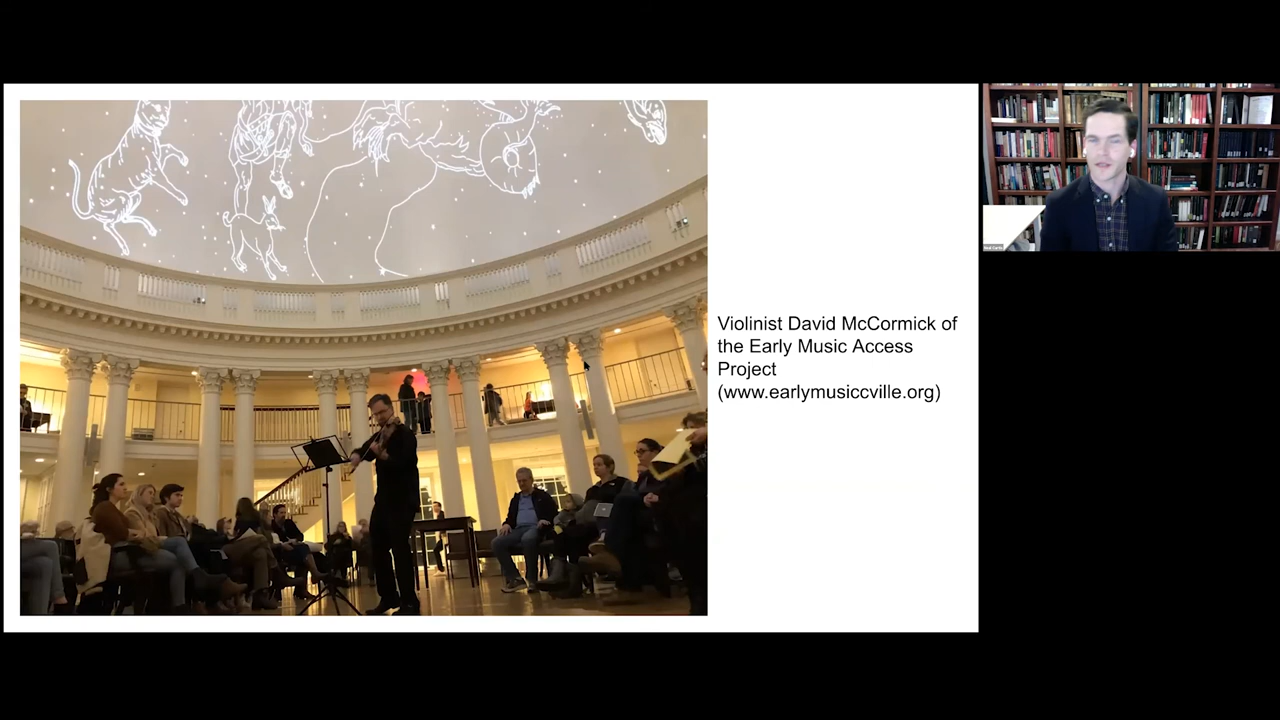 Violinist David McCormick of
the Early Music Access
Project
(www.earlymusiccville.org)